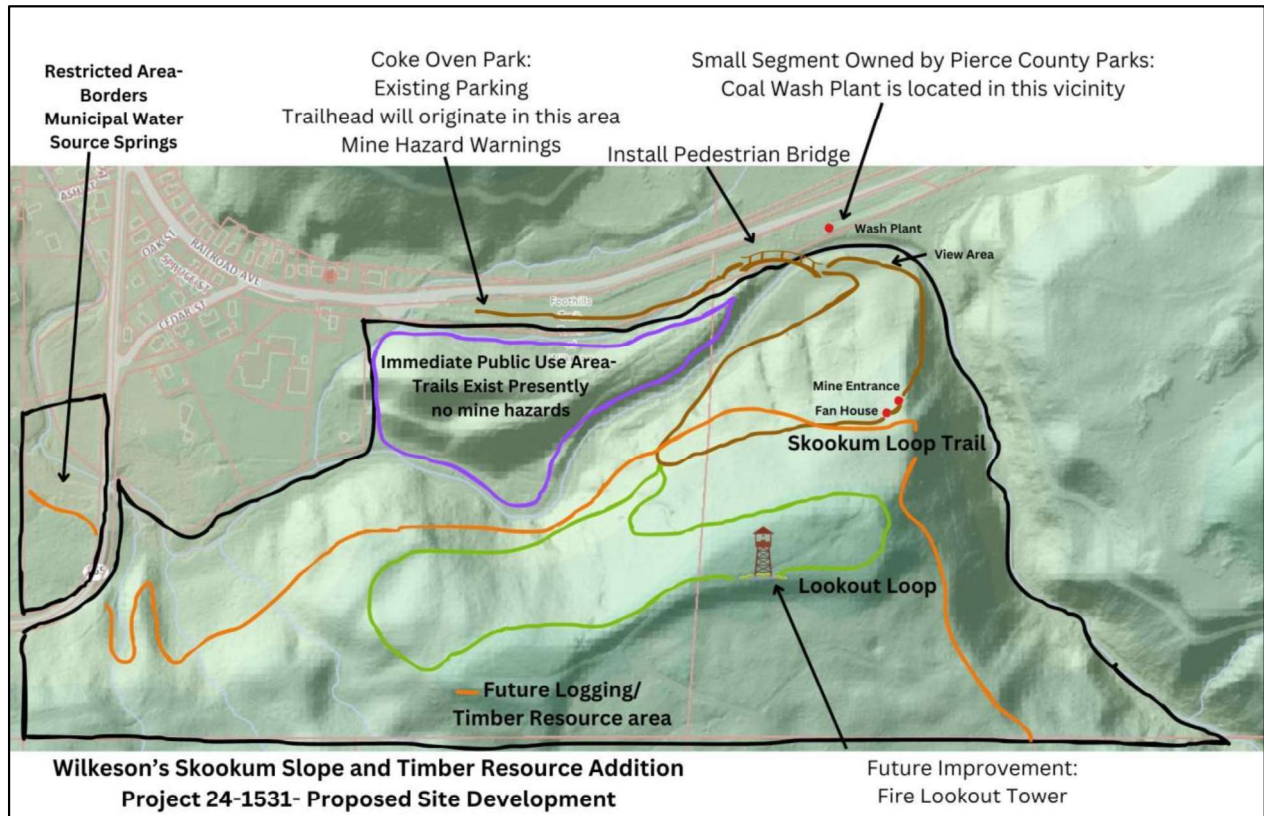 Restricted Area-
Borders
Municipal Water
Source Springs
Coke Oven Park:
Existing Parking
Trailhead will originate in this area
Mine Hazard Warnings
Small Segment Owned by Pierce County Parks:
Coal Wash Plant is located in this vicinity
Install Pedestrian Bridge
OAK ST
RAILROAD AVE
SPRUCE ST
CEDAR ST
Wash Plant
View Area
Foothills
Immediate Public Use Area-
Trails Exist Presently
no mine hazards
Mine Entrance
Fan House
Skookum Loop Trail
Lookout Loop
Future Logging/
Timber Resource area
Wilkeson's Skookum Slope and Timber Resource Addition
Project 24-1531- Proposed Site Development
Future Improvement:
Fire Lookout Tower